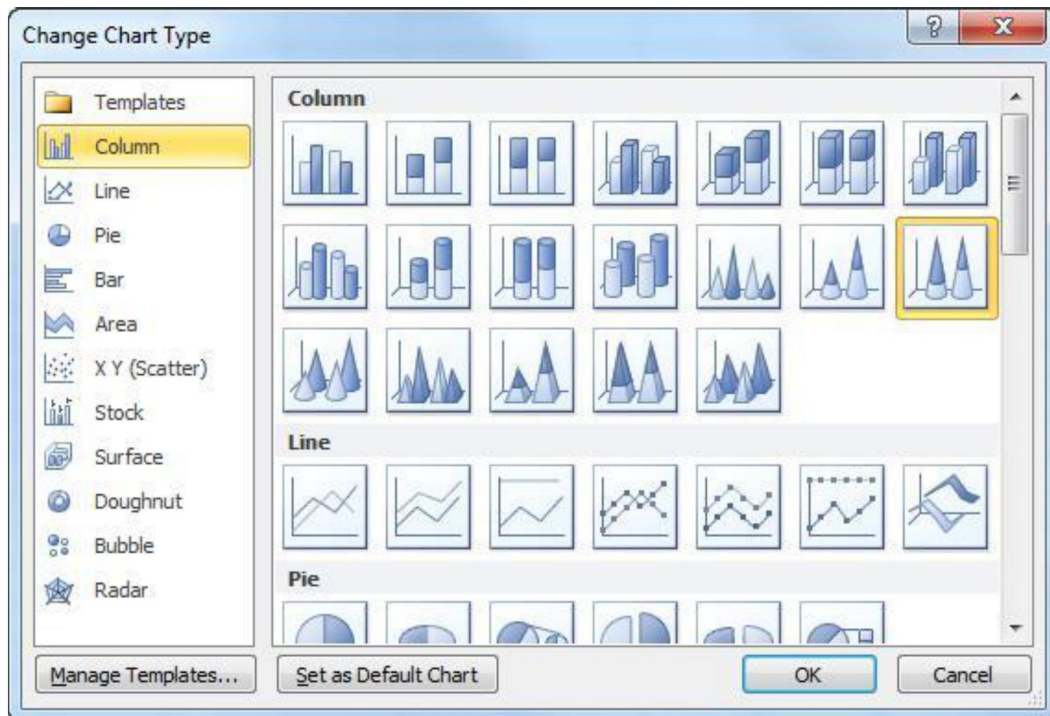 Change Chart Type
?
X
Templates
Column
Line
Pie
Bar
Area
X Y (Scatter)
Stock
Surface
Doughnut
Bubble
Radar
Column
Line
Pie
Manage Templates...
Set as Default Chart
OK
Cancel